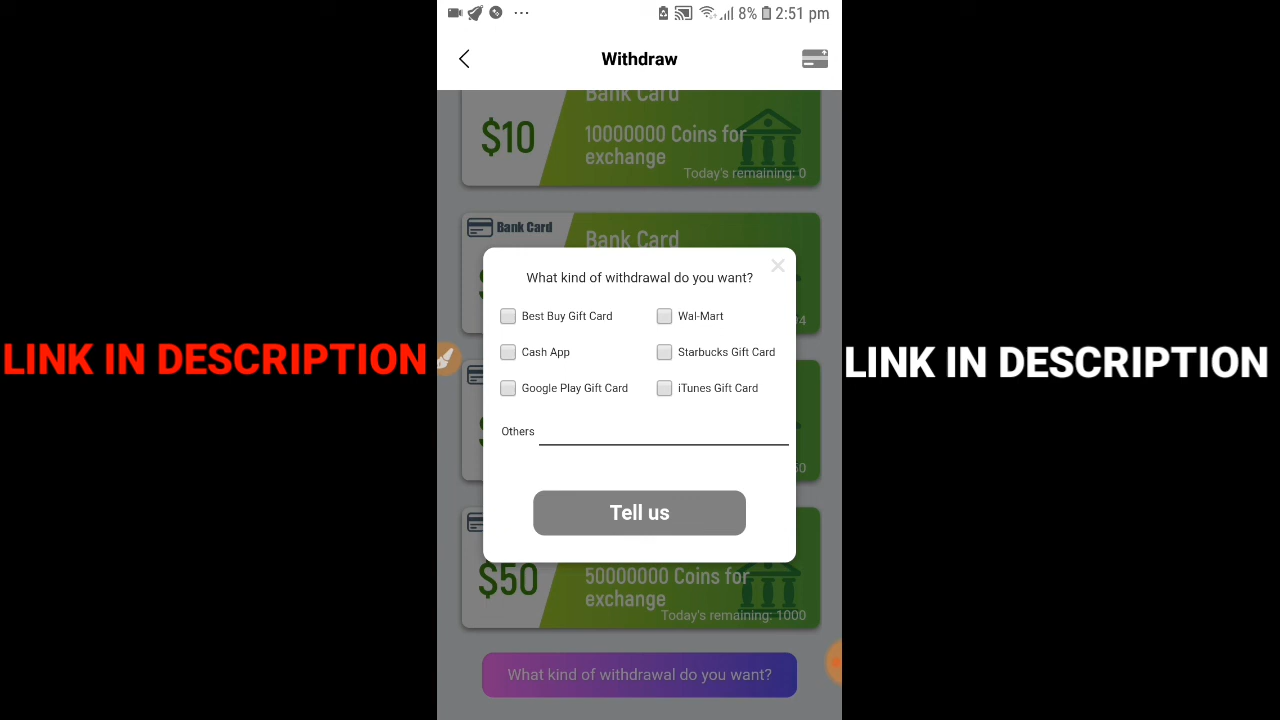 8% 2:51 pm
Withdraw
Bank Card
$10
10000000 Coins for
exchange
Today's remaining: 0
Bank Card
Bank Card
What kind of withdrawal do you want?
Best Buy Gift Card
Wal-Mart
Cash App
Starbucks Gift Card
Google Play Gift Card
iTunes Gift Card
Others
Tell us
LINK IN DESCRIPTION
LINK IN DESCRIPTION
$50
50000000 Coins for
exchange
Today's remaining: 1000
What kind of withdrawal do you want?